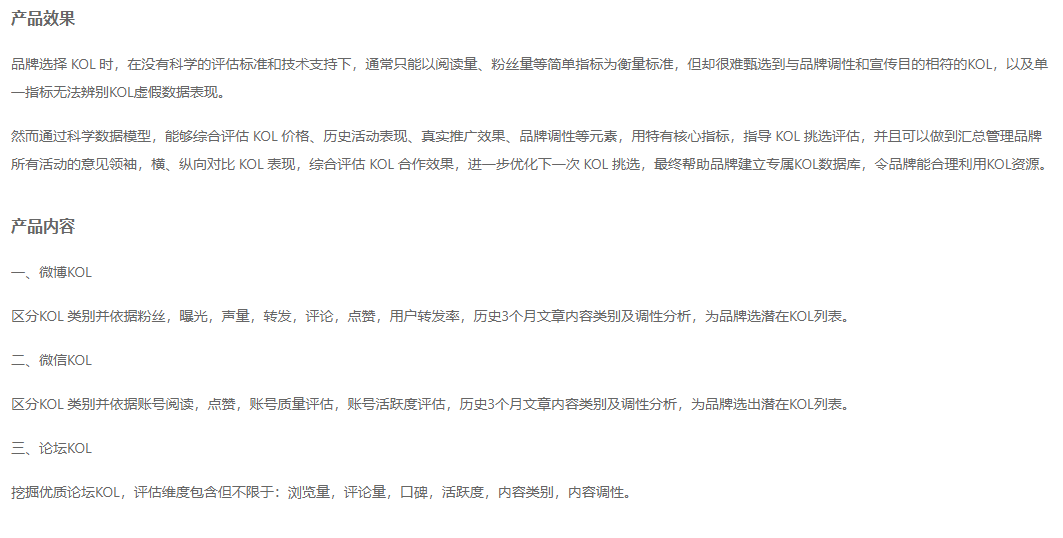 产品效果
品牌选择 KOL 时，在没有科学的评估标准和技术支持下，通常只能以阅读量、粉丝量等简单指标为衡量标准，但却很难甄选到与品牌调性和宣传目的相符的KOL，以及单
一指标无法辨别KOL虚假数据表现。
然而通过科学数据模型，能够综合评估 KOL 价格、历史活动表现、真实推广效果、品牌调性等元素，用特有核心指标，指导 KOL 挑选评估，并且可以做到汇总管理品牌
所有活动的意见领袖，横、纵向对比 KOL 表现，综合评估 KOL 合作效果，进一步优化下一次 KOL 挑选，最终帮助品牌建立专属KOL数据库，令品牌能合理利用KOL资源。
产品内容
一、微博KOL
区分KOL 类别并依据粉丝，曝光，声量，转发，评论，点赞，用户转发率，历史3个月文章内容类别及调性分析，为品牌选潜在KOL列表。
二、微信KOL
区分KOL 类别并依据账号阅读，点赞，账号质量评估，账号活跃度评估，历史3个月文章内容类别及调性分析，为品牌选出潜在KOL列表。
三、论坛KOL
挖掘优质论坛KOL，评估维度包含但不限于：浏览量，评论量，口碑，活跃度，内容类别，内容调性。